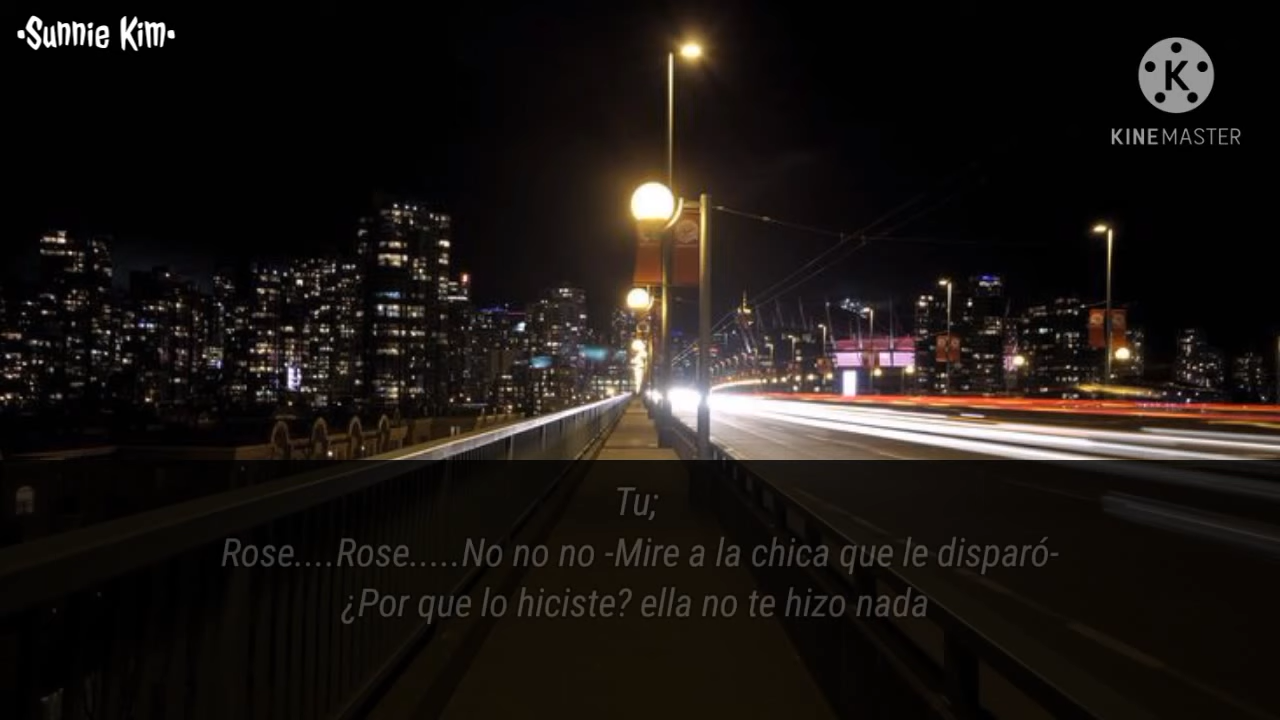 •Sunnie Kim•
K
KINEMASTER
Tu;
Rose....Rose.....No no no -Mire a la chica que le disparó-
¿Por que lo hiciste? ella no te hizo nada